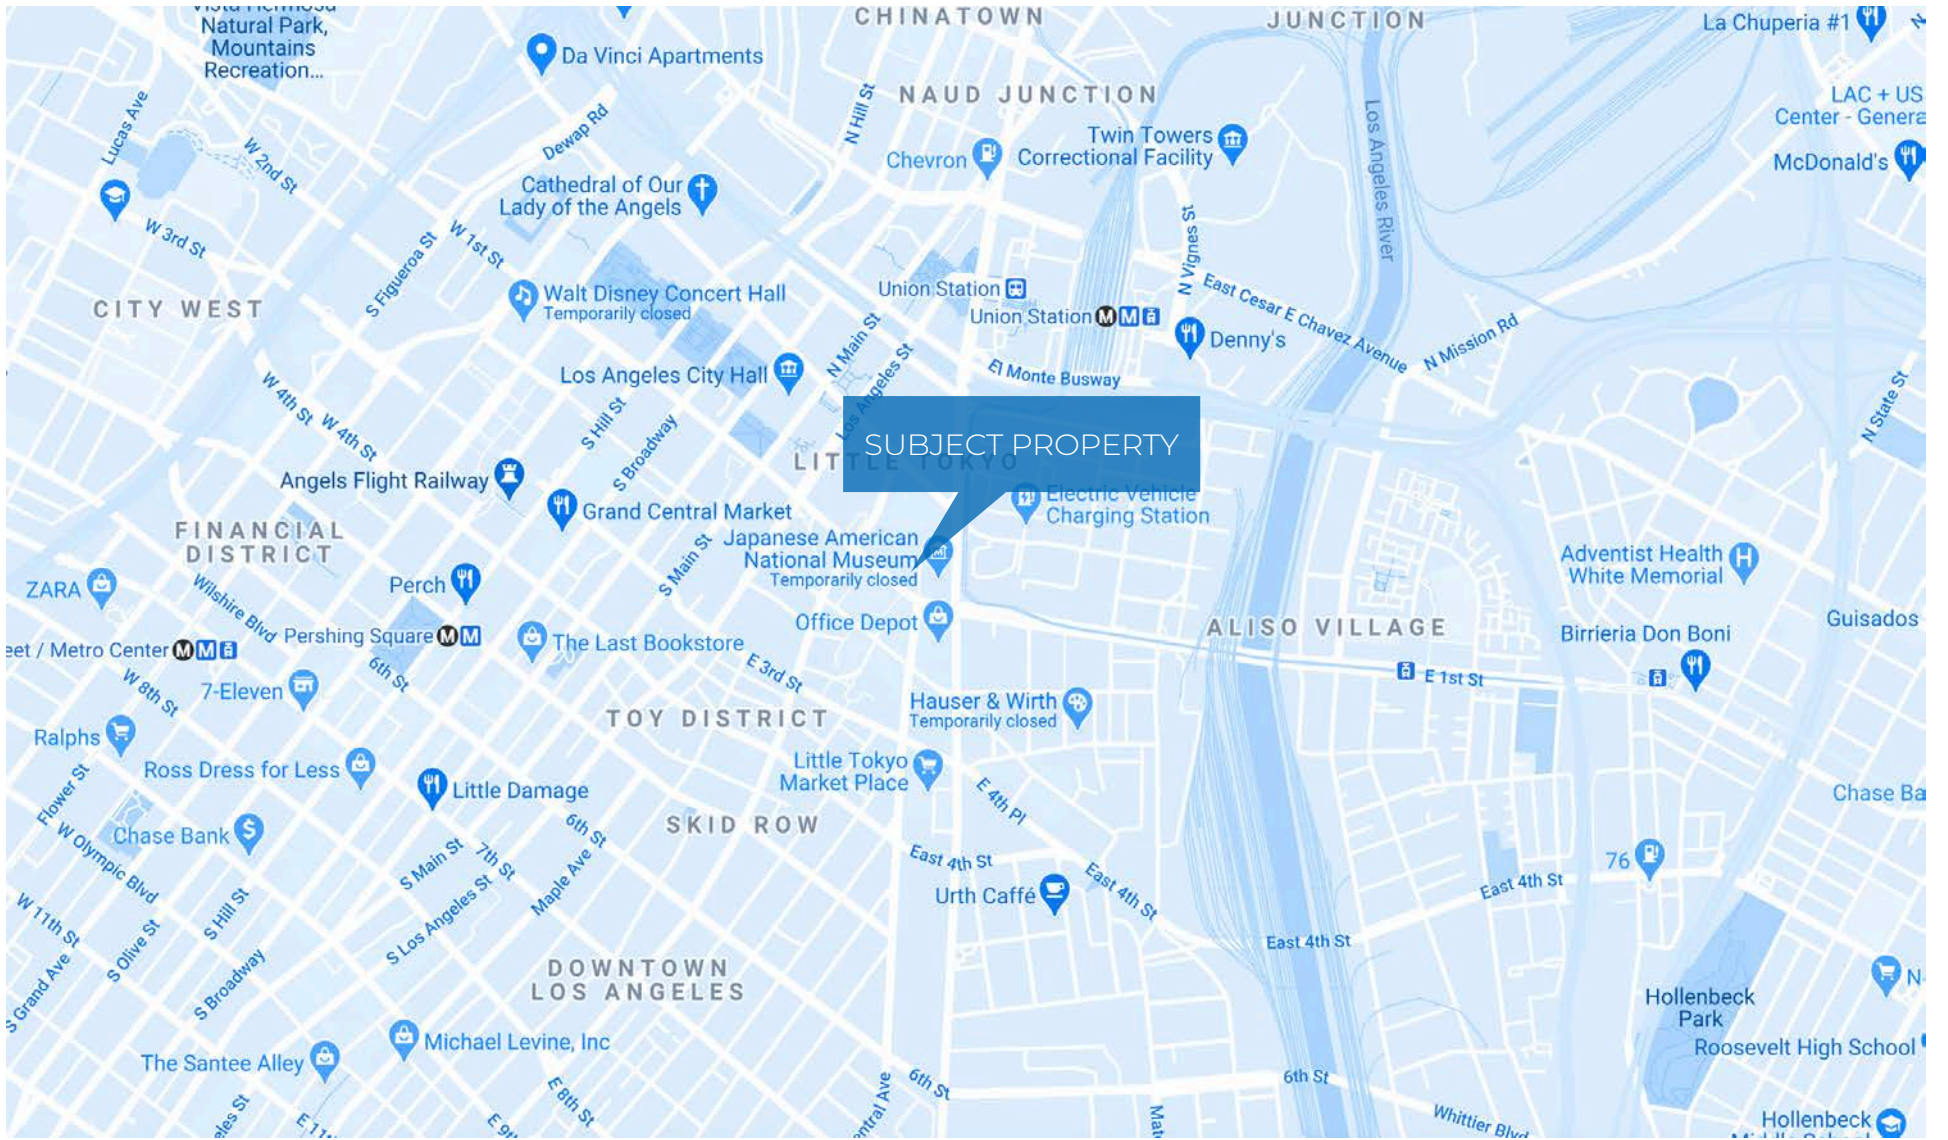 Vista Hermosa
Natural Park,
Mountains
Recreation...
Da Vinci Apartments
CHINATOWN
JUNCTION
La Chuperia #1
NAUD JUNCTION
LAC + US
Center - Genera
Lucas Ave
W 2nd St
Dewap Rd
N Hill St
Chevron
Twin Towers
Correctional Facility
Los Angeles River
McDonald's
Cathedral of Our
Lady of the Angels
W 3rd St
S Figueroa St
W 1st St
N Vignes St
CITY WEST
Walt Disney Concert Hall
Temporarily closed
Union Station
Union Station
M M
East Cesar E Chavez Avenue
N Mission Rd
Denny's
N Main St
Los Angeles St
El Monte Busway
Los Angeles City Hall
W 4th St
W 4th St
S Hill St
S Broadway
N State St
SUBJECT PROPERTY
LITTLE TOKYO
Angels Flight Railway
Grand Central Market
Electric Vehicle
Charging Station
FINANCIAL
DISTRICT
S Main St
Japanese American
National Museum
Temporarily closed
Adventist Health
White Memorial
H
ZARA
Wilshire Blvd
Perch
Office Depot
ALISO VILLAGE
Guisados
Birrieria Don Boni
eet / Metro Center
M M
Pershing Square
M M
The Last Bookstore
E 3rd St
E 1st St
6th St
W 8th St
7-Eleven
Hauser & Wirth
Temporarily closed
TOY DISTRICT
Ralphs
Ross Dress for Less
Little Damage
Little Tokyo
Market Place
E 4th Pl
Chase Ba
Flower St
W Olympic Blvd
Chase Bank
$
SKID ROW
6th St
7th St
S Main St
Maple Ave
East 4th St
East 4th St
East 4th St
76
Urth Caffé
W 11th St
S Hill St
S Olive St
S Los Angeles St
S Broadway
S Grand Ave
East 4th St
DOWNTOWN
LOS ANGELES
N-
Hollenbeck
Park
Roosevelt High School
The Santee Alley
Michael Levine, Inc
6th St
6th St
E 8th St
entral Ave
Mate
Whittier Blvd
Hollenbeck
eles St